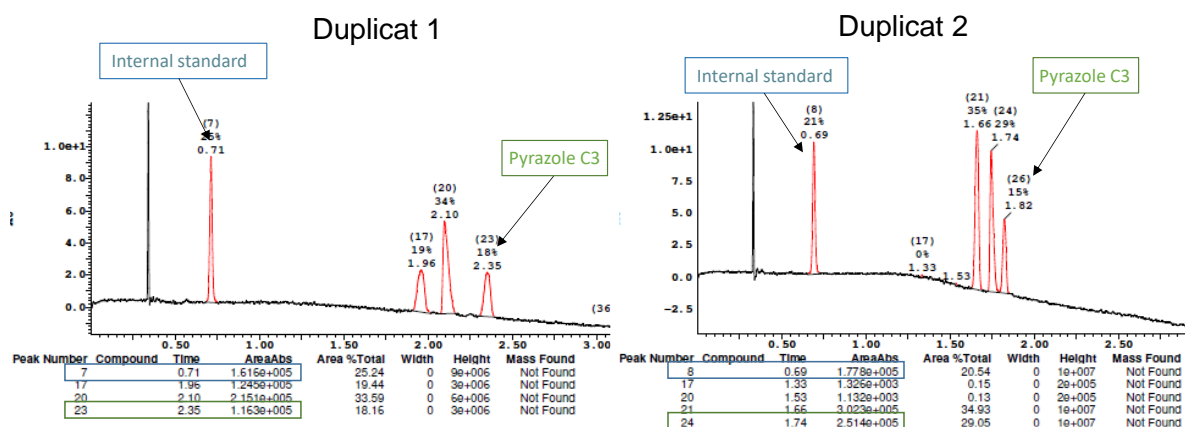 Duplicat 1
Internal standard
Pyrazole C3
(7)
25%
0.71
(17)
19%
1.96
(20)
34%
2.10
(23)
18%
2.35
(36
1.0e+1
8.0
6.0
4.0
2.0
0.0
0.50 1.00 1.50 2.00 2.50 3.00
Peak Number Compound Time AreaAbs Area %Total Width Height Mass Found
7 0.71 1.616e+005 25.24 0 9e+006 Not Found
17 1.96 1.245e+005 19.44 0 3e+006 Not Found
20 2.10 2.151e+005 33.59 0 6e+006 Not Found
23 2.35 1.163e+005 18.16 0 3e+006 Not Found
Duplicat 2
Internal standard
Pyrazole C3
(8)
21%
0.69
(17)
0%
1.33
1.53
(21)
35%
1.66
(24)
29%
1.74
(26)
15%
1.82
1.25e+1
1.0e+1
7.5
5.0
2.5
0.0
-2.5
0.50 1.00 1.50 2.00 2.50
Peak Number Compound Time AreaAbs Area %Total Width Height Mass Found
8 0.69 1.778e+005 20.54 0 1e+007 Not Found
17 1.33 1.326e+003 0.15 0 2e+005 Not Found
20 1.53 1.132e+003 0.13 0 2e+005 Not Found
21 1.66 3.023e+005 34.93 0 1e+007 Not Found
24 1.74 2.514e+005 29.05 0 1e+007 Not Found